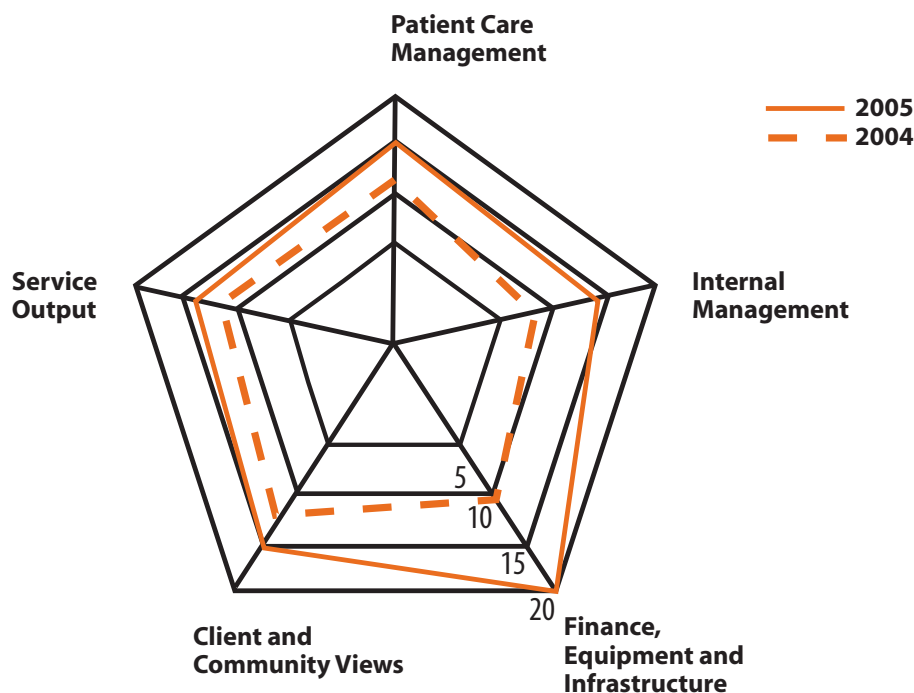 Patient Care
Management
2005
2004
Service
Output
Internal
Management
5
10
15
20
Client and
Community Views
Finance,
Equipment and
Infrastructure